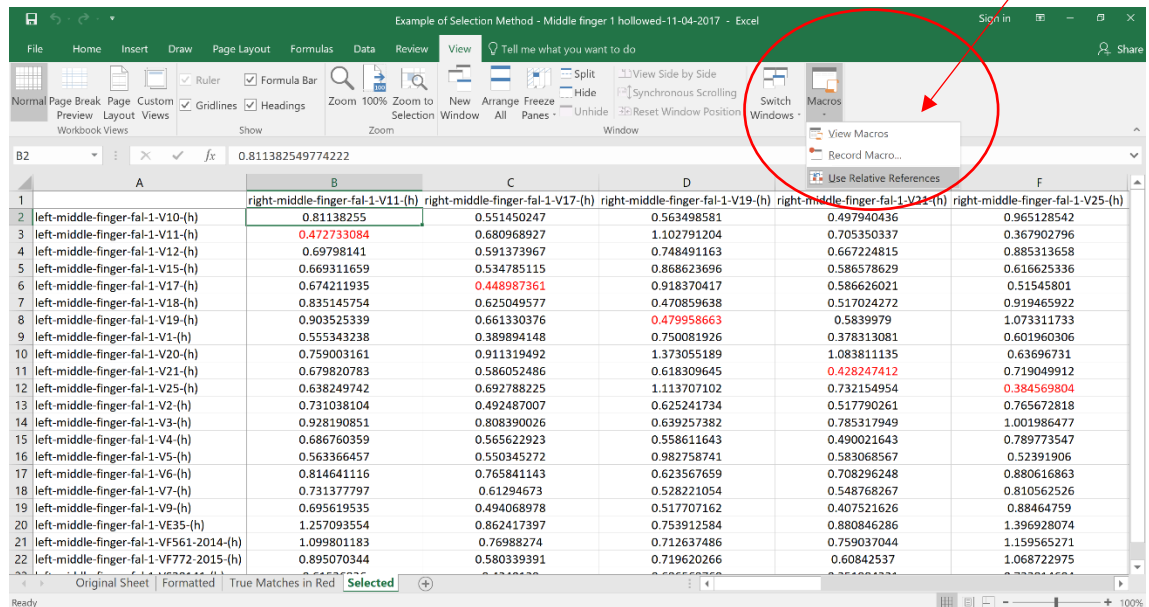 Example of Selection Method - Middle finger 1 hollowed-11-04-2017 - Excel Sign in
File Home Insert Draw Page Layout Formulas Data Review View Tell me what you want to do Share
Normal Page Break Preview Page Layout Custom Views Workbook Views
Ruler Formula Bar Gridlines Headings Show
Zoom 100% Zoom to Selection Zoom
New Window Arrange All Freeze Panes Split Hide Unhide View Side by Side Synchronous Scrolling Reset Window Position Switch Windows Window
Macros
View Macros
Record Macro...
Use Relative References
B2 fx 0.811382549774222
A B C D F
1 right-middle-finger-fal-1-V11-(h) right-middle-finger-fal-1-V17-(h) right-middle-finger-fal-1-V19-(h) right-middle-finger-fal-1-V21-(h) right-middle-finger-fal-1-V25-(h)
2 left-middle-finger-fal-1-V10-(h) 0.81138255 0.551450247 0.563498581 0.497940436 0.965128542
3 left-middle-finger-fal-1-V11-(h) 0.472733084 0.680968927 1.102791204 0.705350337 0.367902796
4 left-middle-finger-fal-1-V12-(h) 0.69798141 0.591373967 0.748491163 0.667224815 0.885313658
5 left-middle-finger-fal-1-V15-(h) 0.669311659 0.534785115 0.868623696 0.586578629 0.616625336
6 left-middle-finger-fal-1-V17-(h) 0.674211935 0.448987361 0.918370417 0.586626021 0.51545801
7 left-middle-finger-fal-1-V18-(h) 0.835145754 0.625049577 0.470859638 0.517024272 0.919465922
8 left-middle-finger-fal-1-V19-(h) 0.903525339 0.661330376 0.479958663 0.5839979 1.073311733
9 left-middle-finger-fal-1-V1-(h) 0.555343238 0.389894148 0.750081926 0.378313081 0.601960306
10 left-middle-finger-fal-1-V20-(h) 0.759003161 0.911319492 1.373055189 1.083811135 0.63696731
11 left-middle-finger-fal-1-V21-(h) 0.679820783 0.586052486 0.618309645 0.428247412 0.719049912
12 left-middle-finger-fal-1-V25-(h) 0.638249742 0.692788225 1.113707102 0.732154954 0.384569804
13 left-middle-finger-fal-1-V2-(h) 0.731038104 0.492487007 0.625241734 0.517790261 0.765672818
14 left-middle-finger-fal-1-V3-(h) 0.928190851 0.808390026 0.639257382 0.785317949 1.001986477
15 left-middle-finger-fal-1-V4-(h) 0.686760359 0.565622923 0.558611643 0.490021643 0.789773547
16 left-middle-finger-fal-1-V5-(h) 0.563366457 0.550345272 0.982758741 0.583068567 0.52391906
17 left-middle-finger-fal-1-V6-(h) 0.814641116 0.765841143 0.623567659 0.708296248 0.880616863
18 left-middle-finger-fal-1-V7-(h) 0.731377797 0.61294673 0.528221054 0.548768267 0.810562526
19 left-middle-finger-fal-1-V9-(h) 0.695619535 0.494068978 0.517707162 0.407521626 0.88464759
20 left-middle-finger-fal-1-VE35-(h) 1.257093554 0.862417397 0.753912584 0.880846286 1.396928074
21 left-middle-finger-fal-1-VF561-2014-(h) 1.099801183 0.76988274 0.712637486 0.759037044 1.159565271
22 left-middle-finger-fal-1-VF772-2015-(h) 0.895070344 0.580339391 0.719620266 0.60842537 1.068722975
Original Sheet Formatted True Matches in Red Selected
Ready 100%